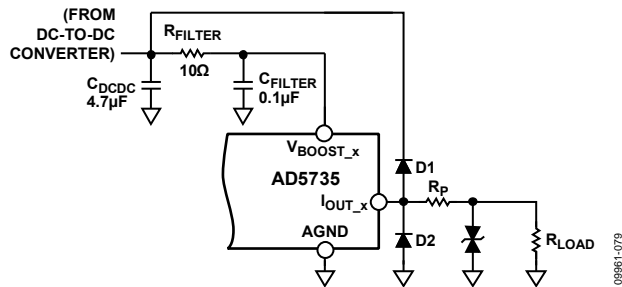 (FROM
DC-TO-DC
CONVERTER)
RFILTER
10Ω
CDCDC
4.7µF
CFILTER
0.1µF
VBOOST_x
AD5735
IOUT_x
AGND
D1
RP
D2
RLOAD
09961-079